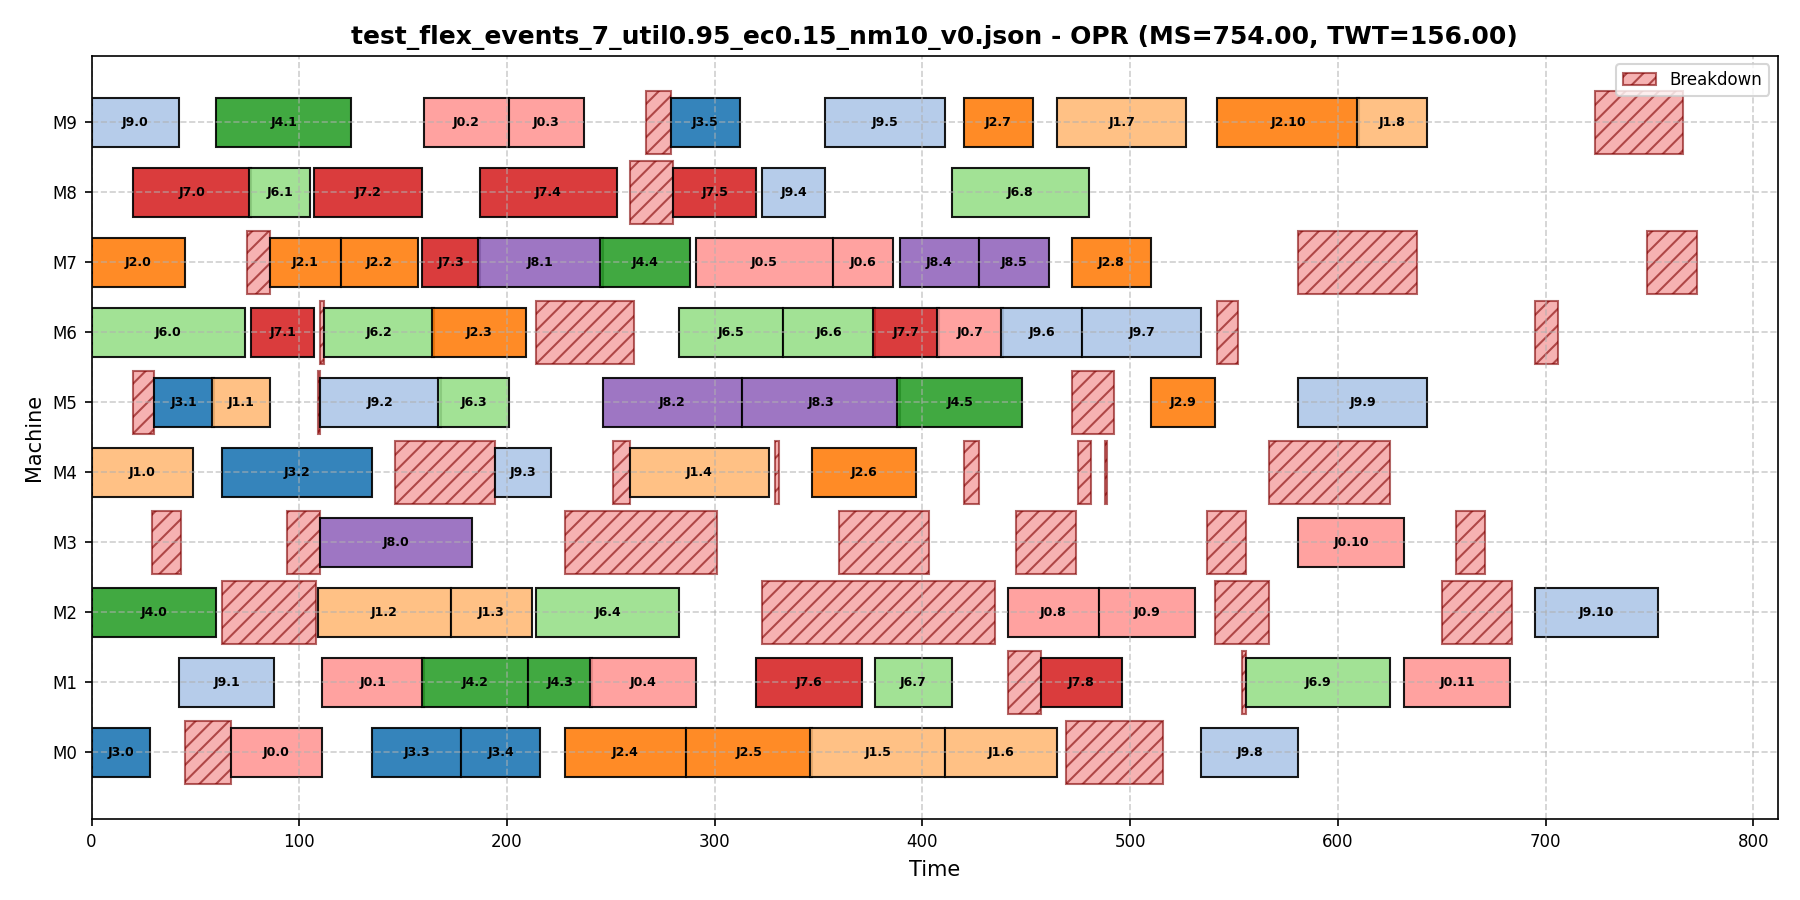 test_flex_events_7_util0.95_ec0.15_nm10_v0.json - OPR (MS=754.00, TWT=156.00)
Breakdown
M9 J9.0 J4.1 J0.2 J0.3 J3.5 J9.5 J2.7 J1.7 J2.10 J1.8
M8 J7.0 J6.1 J7.2 J7.4 J7.5 J9.4 J6.8
M7 J2.0 J2.1 J2.2 J7.3 J8.1 J4.4 J0.5 J0.6 J8.4 J8.5 J2.8
M6 J6.0 J7.1 J6.2 J2.3 J6.5 J6.6 J7.7 J0.7 J9.6 J9.7
M5 J3.1 J1.1 J9.2 J6.3 J8.2 J8.3 J4.5 J2.9 J9.9
M4 J1.0 J3.2 J9.3 J1.4 J2.6
M3 J8.0 J0.10
M2 J4.0 J1.2 J1.3 J6.4 J0.8 J0.9 J9.10
M1 J9.1 J0.1 J4.2 J4.3 J0.4 J7.6 J6.7 J7.8 J6.9 J0.11
M0 J3.0 J0.0 J3.3 J3.4 J2.4 J2.5 J1.5 J1.6 J9.8
Machine
0 100 200 300 400 500 600 700 800
Time